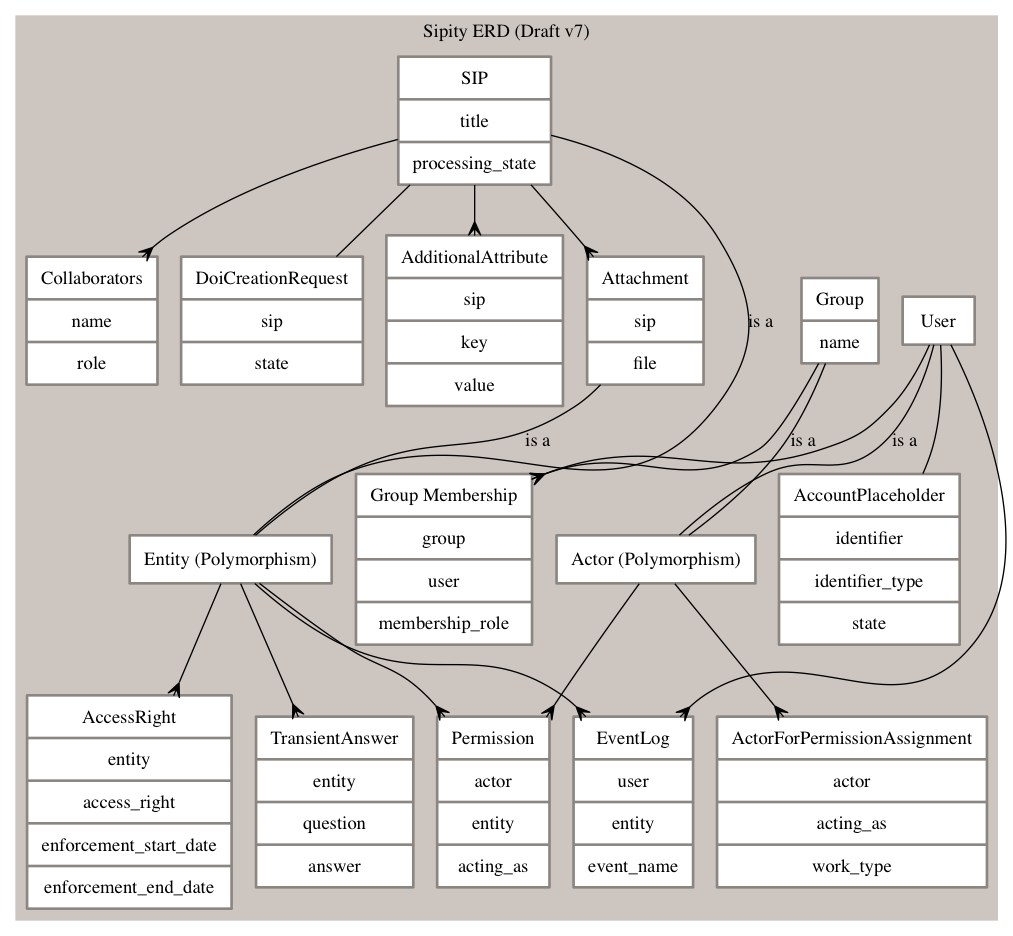 Sipity ERD (Draft v7)
SIP
title
processing_state
Collaborators
name
role
DoiCreationRequest
sip
state
AdditionalAttribute
sip
key
value
Attachment
sip
file
is a
Group
name
User
is a
is a
is a
Group Membership
group
user
membership_role
AccountPlaceholder
identifier
identifier_type
state
Entity (Polymorphism)
Actor (Polymorphism)
AccessRight
entity
access_right
enforcement_start_date
enforcement_end_date
TransientAnswer
entity
question
answer
Permission
actor
entity
acting_as
EventLog
user
entity
event_name
ActorForPermissionAssignment
actor
acting_as
work_type